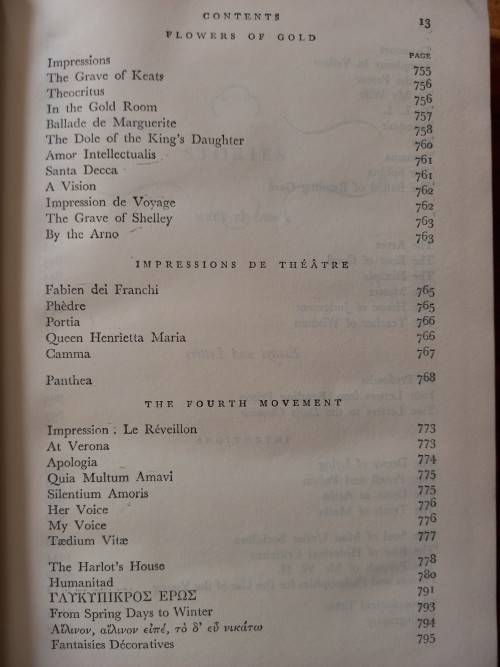 CONTENTS 13
FLOWERS OF GOLD
PAGE
Impressions 755
The Grave of Keats 756
Theocritus 756
In the Gold Room 757
Ballade de Marguerite 758
The Dole of the King's Daughter 760
Amor Intellectualis 761
Santa Decca 761
A Vision 762
Impression de Voyage 762
The Grave of Shelley 763
By the Arno 763
IMPRESSIONS DE THÉÂTRE
Fabien dei Franchi 765
Phèdre 765
Portia 766
Queen Henrietta Maria 766
Camma 767
Panthea 768
THE FOURTH MOVEMENT
Impression : Le Réveillon 773
At Verona 773
Apologia 774
Quia Multum Amavi 775
Silentium Amoris 775
Her Voice 776
My Voice 776
Tædium Vitæ 777
The Harlot's House 778
Humanitad 780
ΓΛΥΚΥΠΙΚΡΟΣ ΕΡΩΣ 791
From Spring Days to Winter 793
Αἴλινον, αἴλινον εἰπέ, τὸ δ' εὖ νικάτω 794
Fantaisies Décoratives 795